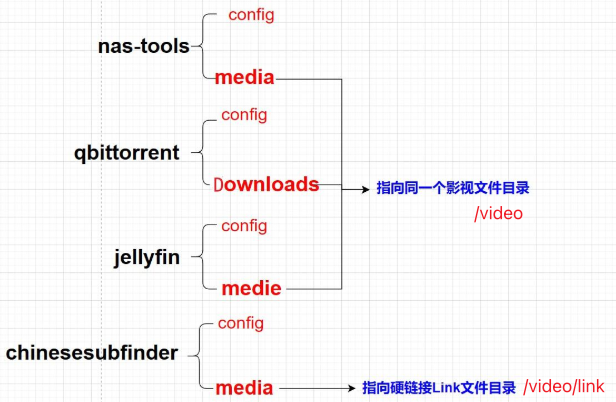 config
nas-tools
media
config
qbittorrent
Downloads
指向同一个影视文件目录
/video
config
jellyfin
medie
config
chinesesubfinder
media
指向硬链接Link文件目录 /video/link